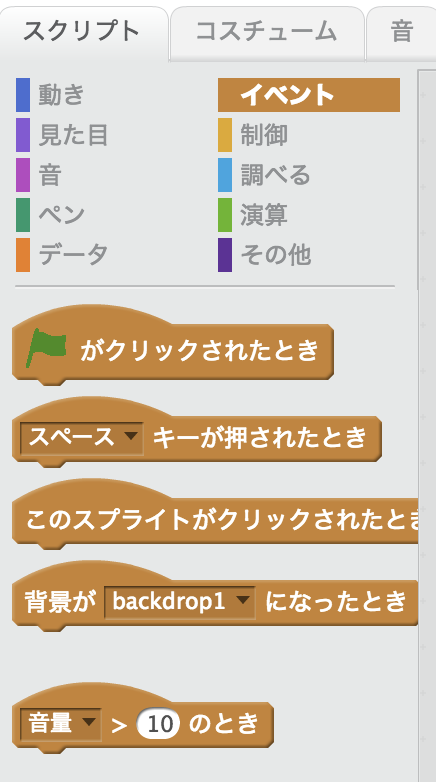 スクリプト コスチューム 音
動き イベント
見た目 制御
音 調べる
ペン 演算
データ その他
がクリックされたとき
スペース キーが押されたとき
このスプライトがクリックされたとき
背景が backdrop1 になったとき
音量 > 10 のとき